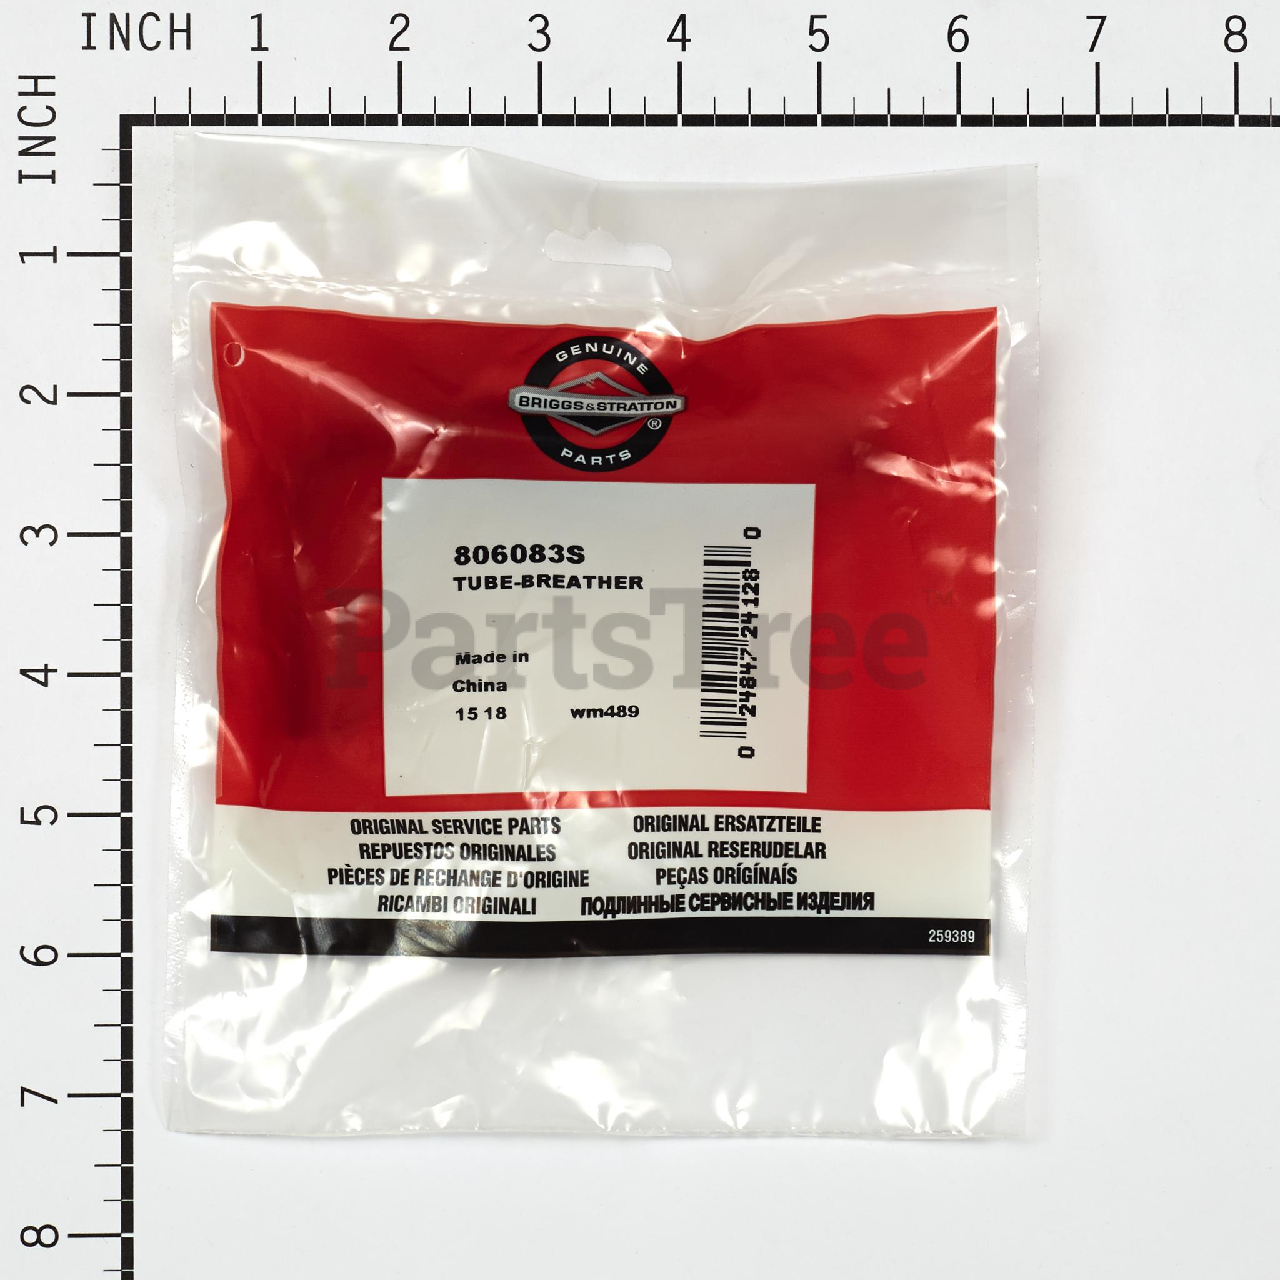 INCH 1 2 3 4 5 6 7 8
INCH 1 2 3 4 5 6 7 8
GENUINE
BRIGGS&STRATTON
®
PARTS
806083S
TUBE-BREATHER
Made in
China
15 18 wm489
0 24847 24128 0
PartsTree™
ORIGINAL SERVICE PARTS
REPUESTOS ORIGINALES
PIÈCES DE RECHANGE D'ORIGINE
RICAMBI ORIGINALI
ORIGINAL ERSATZTEILE
ORIGINAL RESERUDELAR
PEÇAS ORÍGÍNAÍS
ПОДЛИННЫЕ СЕРВИСНЫЕ ИЗДЕЛИЯ
259389